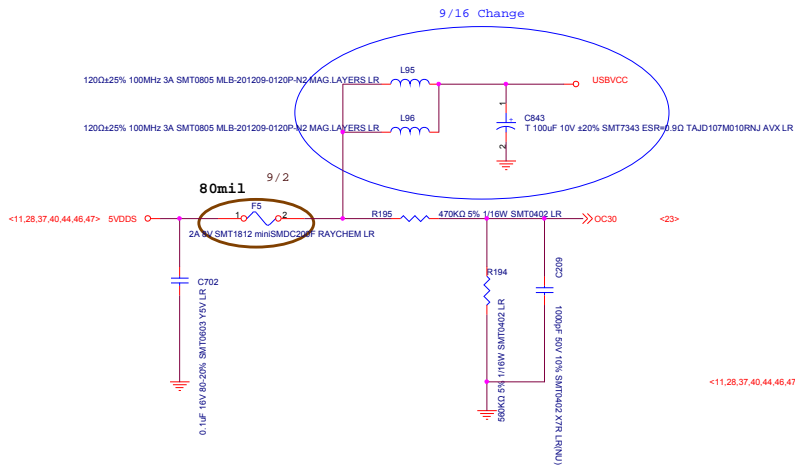 9/16 Change
L95
120Ω±25% 100MHz 3A SMT0805 MLB-201209-0120P-N2 MAG.LAYERS LR
USBVCC
1
C843
+
T 100uF 10V ±20% SMT7343 ESR=0.9Ω TAJD107M010RNJ AVX LR
2
L96
120Ω±25% 100MHz 3A SMT0805 MLB-201209-0120P-N2 MAG.LAYERS LR
9/2
80mil
F5
<11,28,37,40,44,46,47> 5VDDS
1 2
2A 8V SMT1812 miniSMDC200F RAYCHEM LR
R195 470KΩ 5% 1/16W SMT0402 LR
OC30 <23>
C702
0.1uF 16V 80-20% SMT0603 Y5V LR
R194
560KΩ 5% 1/16W SMT0402 LR
C609
1000pF 50V 10% SMT0402 X7R LR(NU)
<11,28,37,40,44,46,47